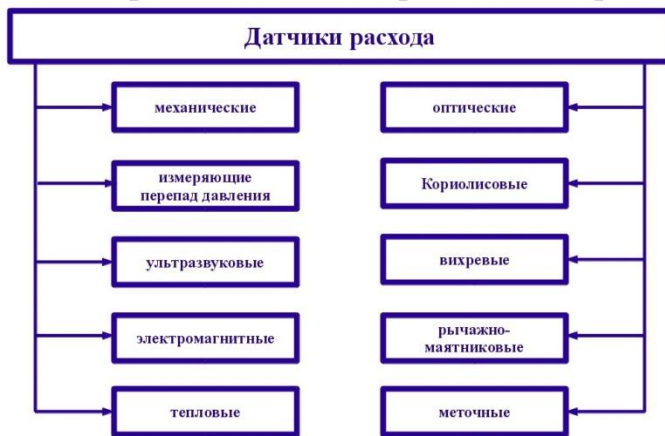 Датчики расхода
механические
измеряющие
перепад давления
ультразвуковые
электромагнитные
тепловые
оптические
Кориолисовые
вихревые
рычажно-
маятниковые
меточные